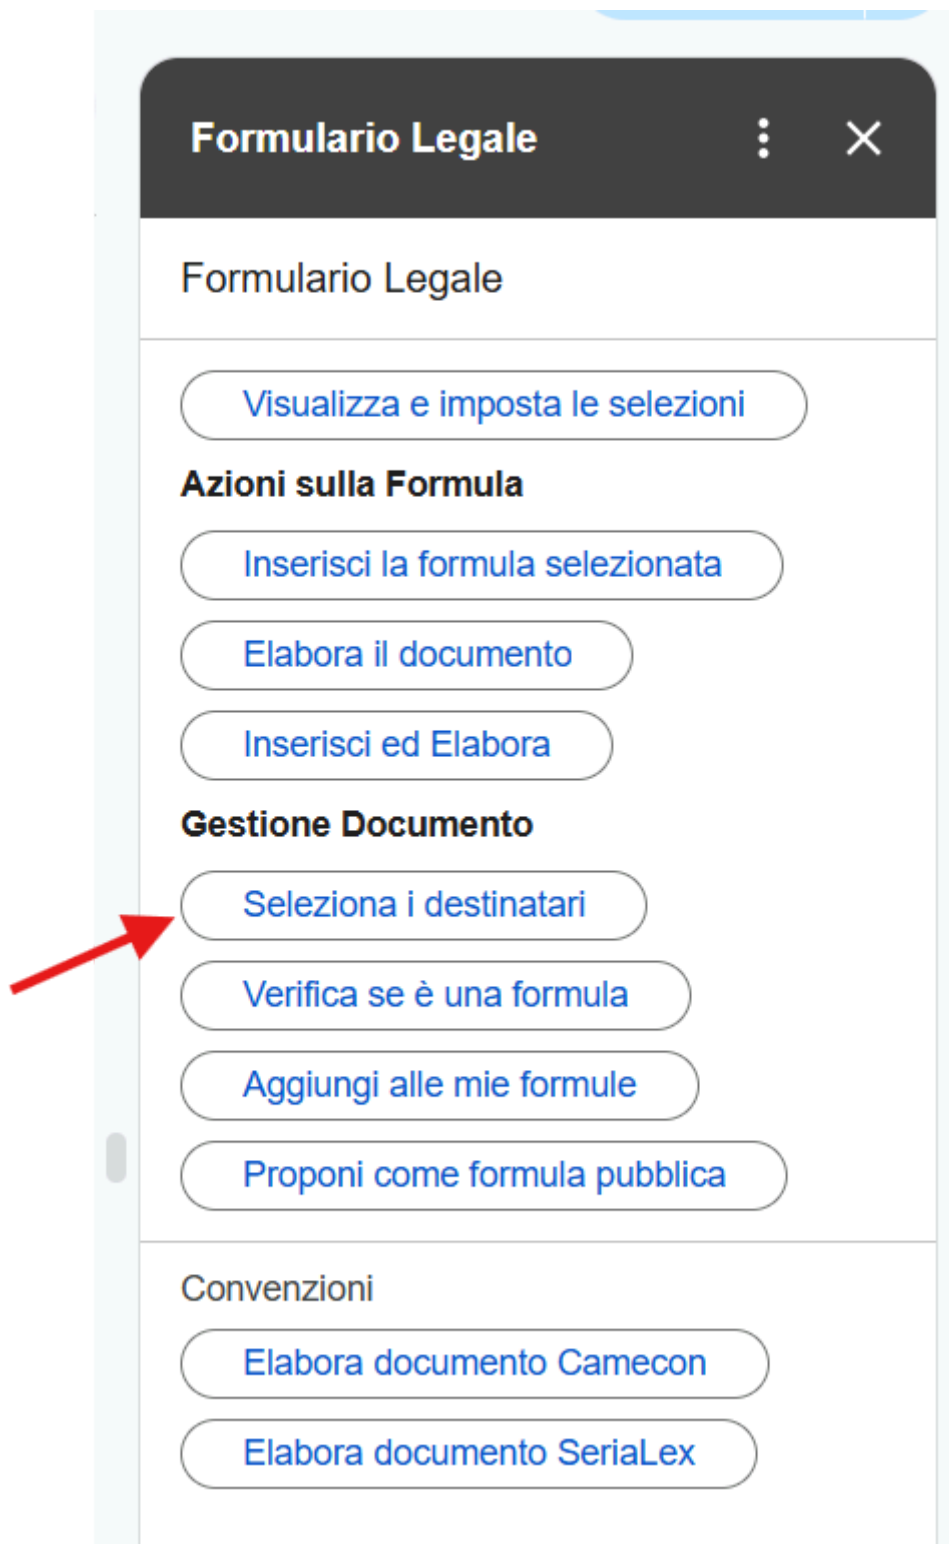 Formulario Legale
Formulario Legale
Visualizza e imposta le selezioni
Azioni sulla Formula
Inserisci la formula selezionata
Elabora il documento
Inserisci ed Elabora
Gestione Documento
Seleziona i destinatari
Verifica se è una formula
Aggiungi alle mie formule
Proponi come formula pubblica
Convenzioni
Elabora documento Camecon
Elabora documento SeriaLex